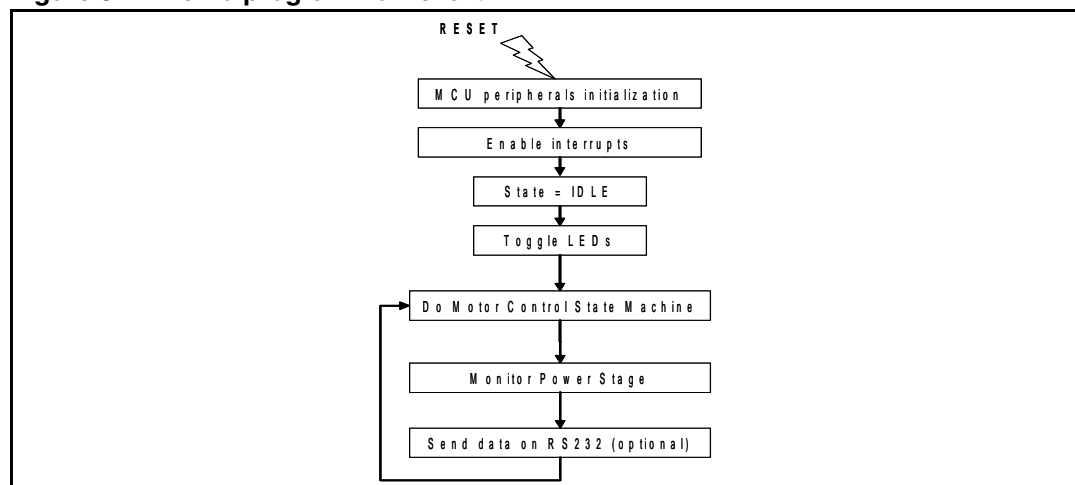 RESET
MCU peripherals initialization
Enable interrupts
State = IDLE
Toggle LEDs
Do Motor Control State Machine
Monitor Power Stage
Send data on RS232 (optional)